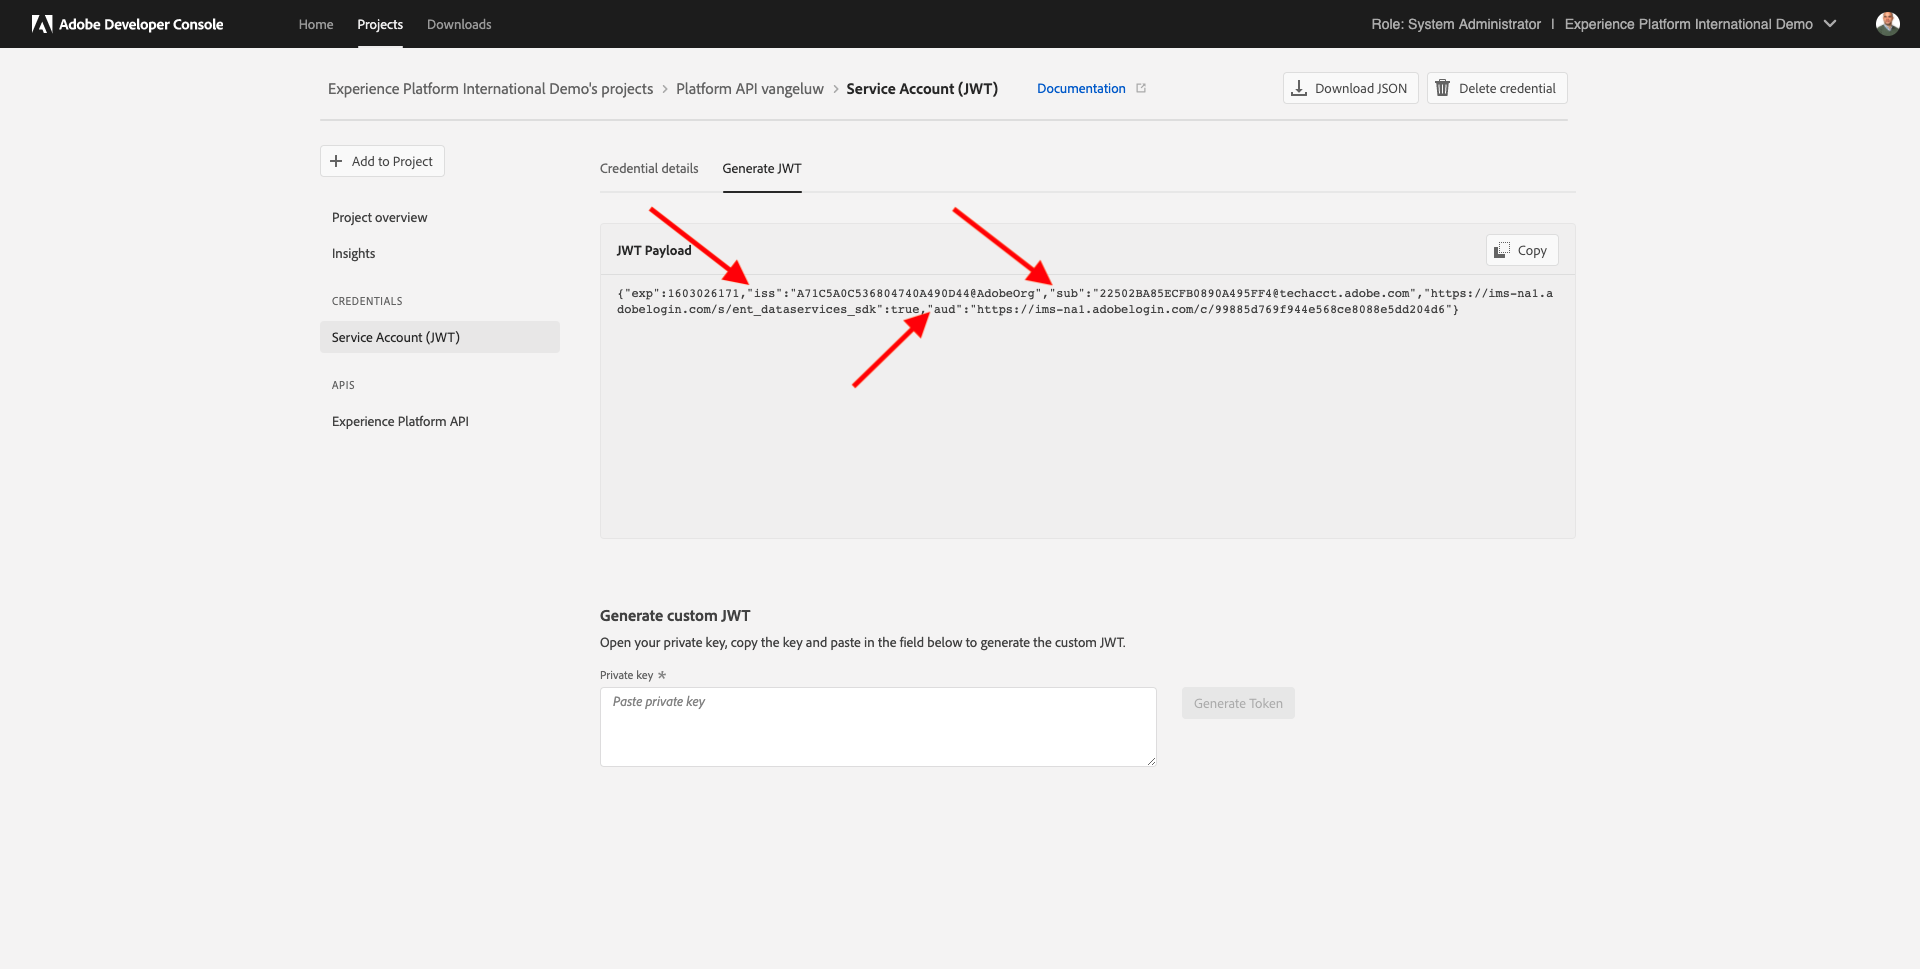 Adobe Developer Console
Home
Projects
Downloads
Role: System Administrator | Experience Platform International Demo
Experience Platform International Demo's projects > Platform API vangeluw > Service Account (JWT)
Documentation
Download JSON
Delete credential
+ Add to Project
Project overview
Insights
CREDENTIALS
Service Account (JWT)
APIS
Experience Platform API
Credential details
Generate JWT
JWT Payload
Copy
{"exp":1603026171,"iss":"A71C5A0C536804740A490D44@AdobeOrg","sub":"22502BA85ECFB0890A495FF4@techacct.adobe.com","https://ims-na1.a
dobelogin.com/s/ent_dataservices_sdk":true,"aud":"https://ims-na1.adobelogin.com/c/99885d769f944e568ce8088e5dd204d6"}
Generate custom JWT
Open your private key, copy the key and paste in the field below to generate the custom JWT.
Private key *
Paste private key
Generate Token